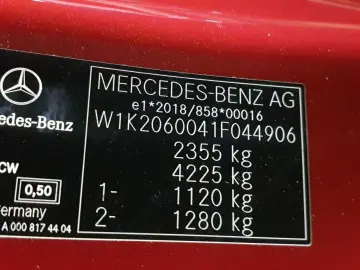 MERCEDES-BENZ AG
e1*2018/858*00016
W1K2060041F044906
2355 kg
4225 kg
1- 1120 kg
2- 1280 kg
edes-Benz
CW
0,50
ermany
A 000 817 44 04